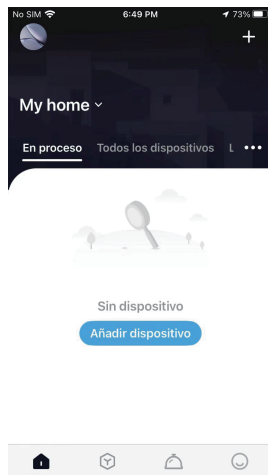 No SIM 6:49 PM 73%
My home
En proceso Todos los dispositivos L
Sin dispositivo
Añadir dispositivo